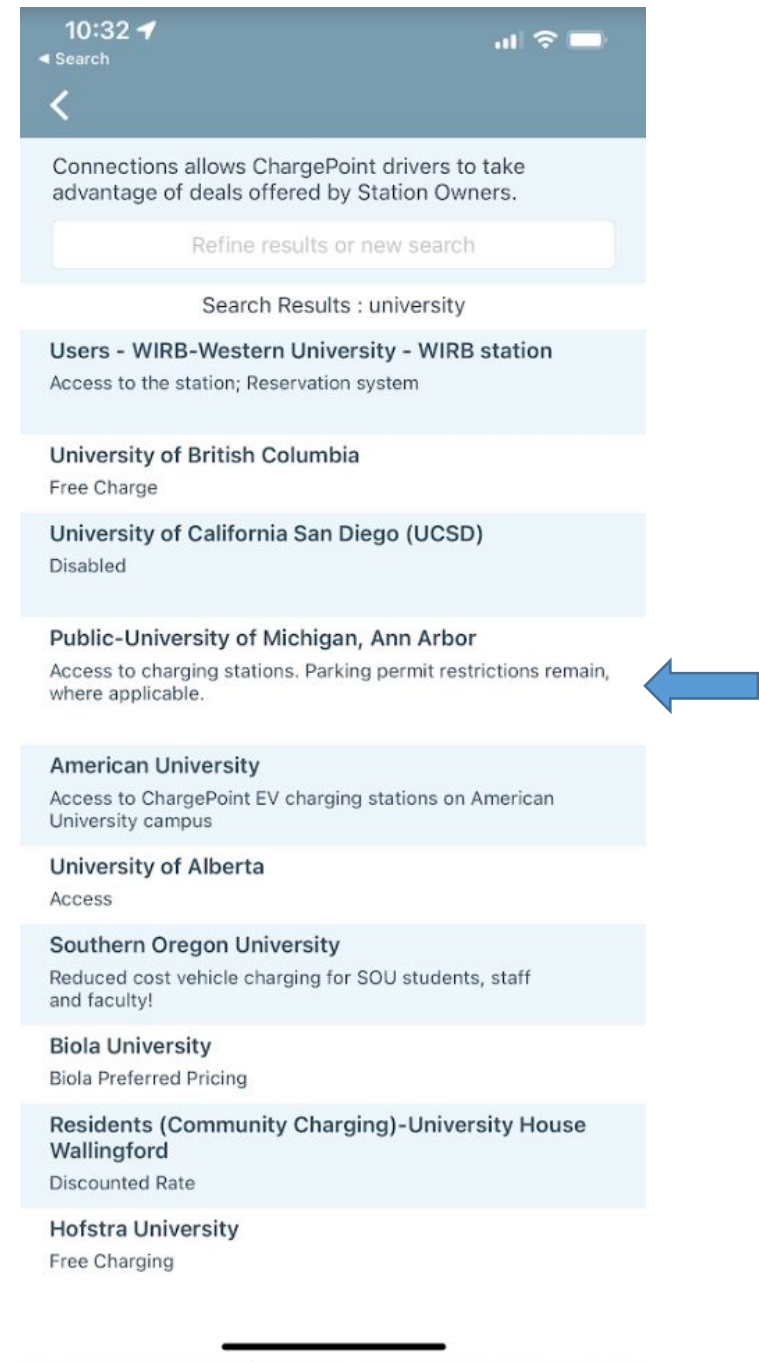 10:32
Search
Connections allows ChargePoint drivers to take
advantage of deals offered by Station Owners.
Refine results or new search
Search Results : university
Users - WIRB-Western University - WIRB station
Access to the station; Reservation system
University of British Columbia
Free Charge
University of California San Diego (UCSD)
Disabled
Public-University of Michigan, Ann Arbor
Access to charging stations. Parking permit restrictions remain,
where applicable.
American University
Access to ChargePoint EV charging stations on American
University campus
University of Alberta
Access
Southern Oregon University
Reduced cost vehicle charging for SOU students, staff
and faculty!
Biola University
Biola Preferred Pricing
Residents (Community Charging)-University House
Wallingford
Discounted Rate
Hofstra University
Free Charging